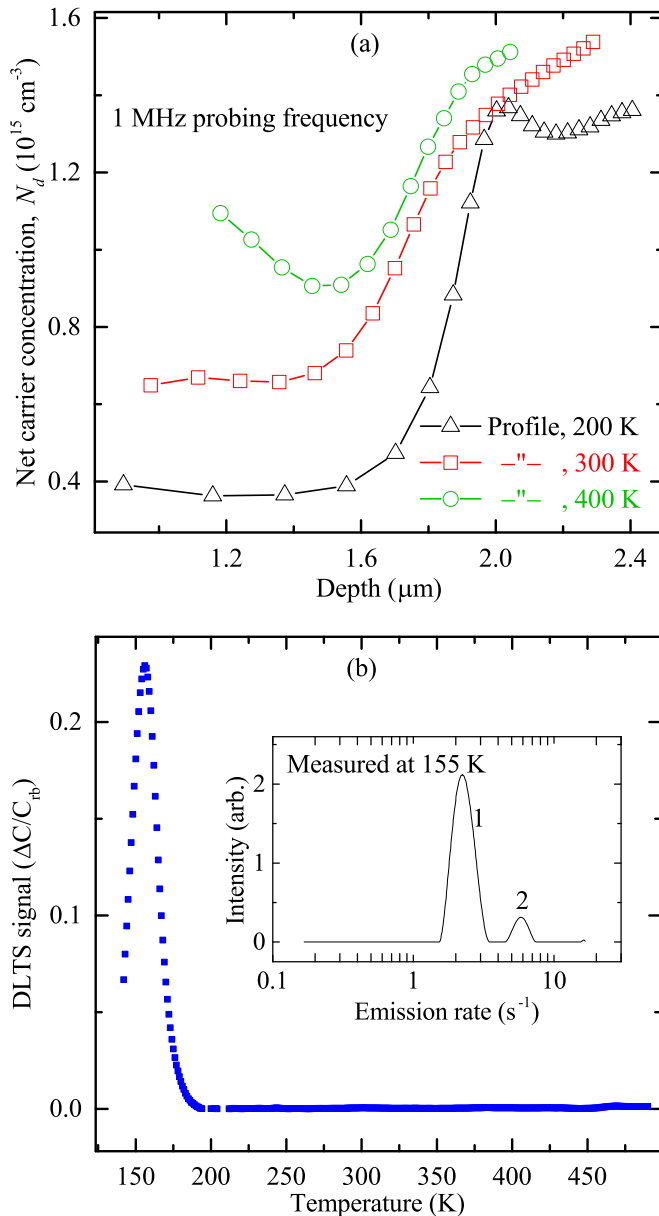 (a)
1 MHz probing frequency
Net carrier concentration, N_d (10^15 cm^-3)
1.6
1.2
0.8
0.4
Profile, 200 K
–"– , 300 K
–"– , 400 K
1.2
1.6
2.0
2.4
Depth (μm)
(b)
DLTS signal (ΔC/C_rb)
0.2
0.1
0.0
Measured at 155 K
Intensity (arb.)
2
1
0
1
2
0.1
1
10
Emission rate (s^-1)
150
200
250
300
350
400
450
Temperature (K)